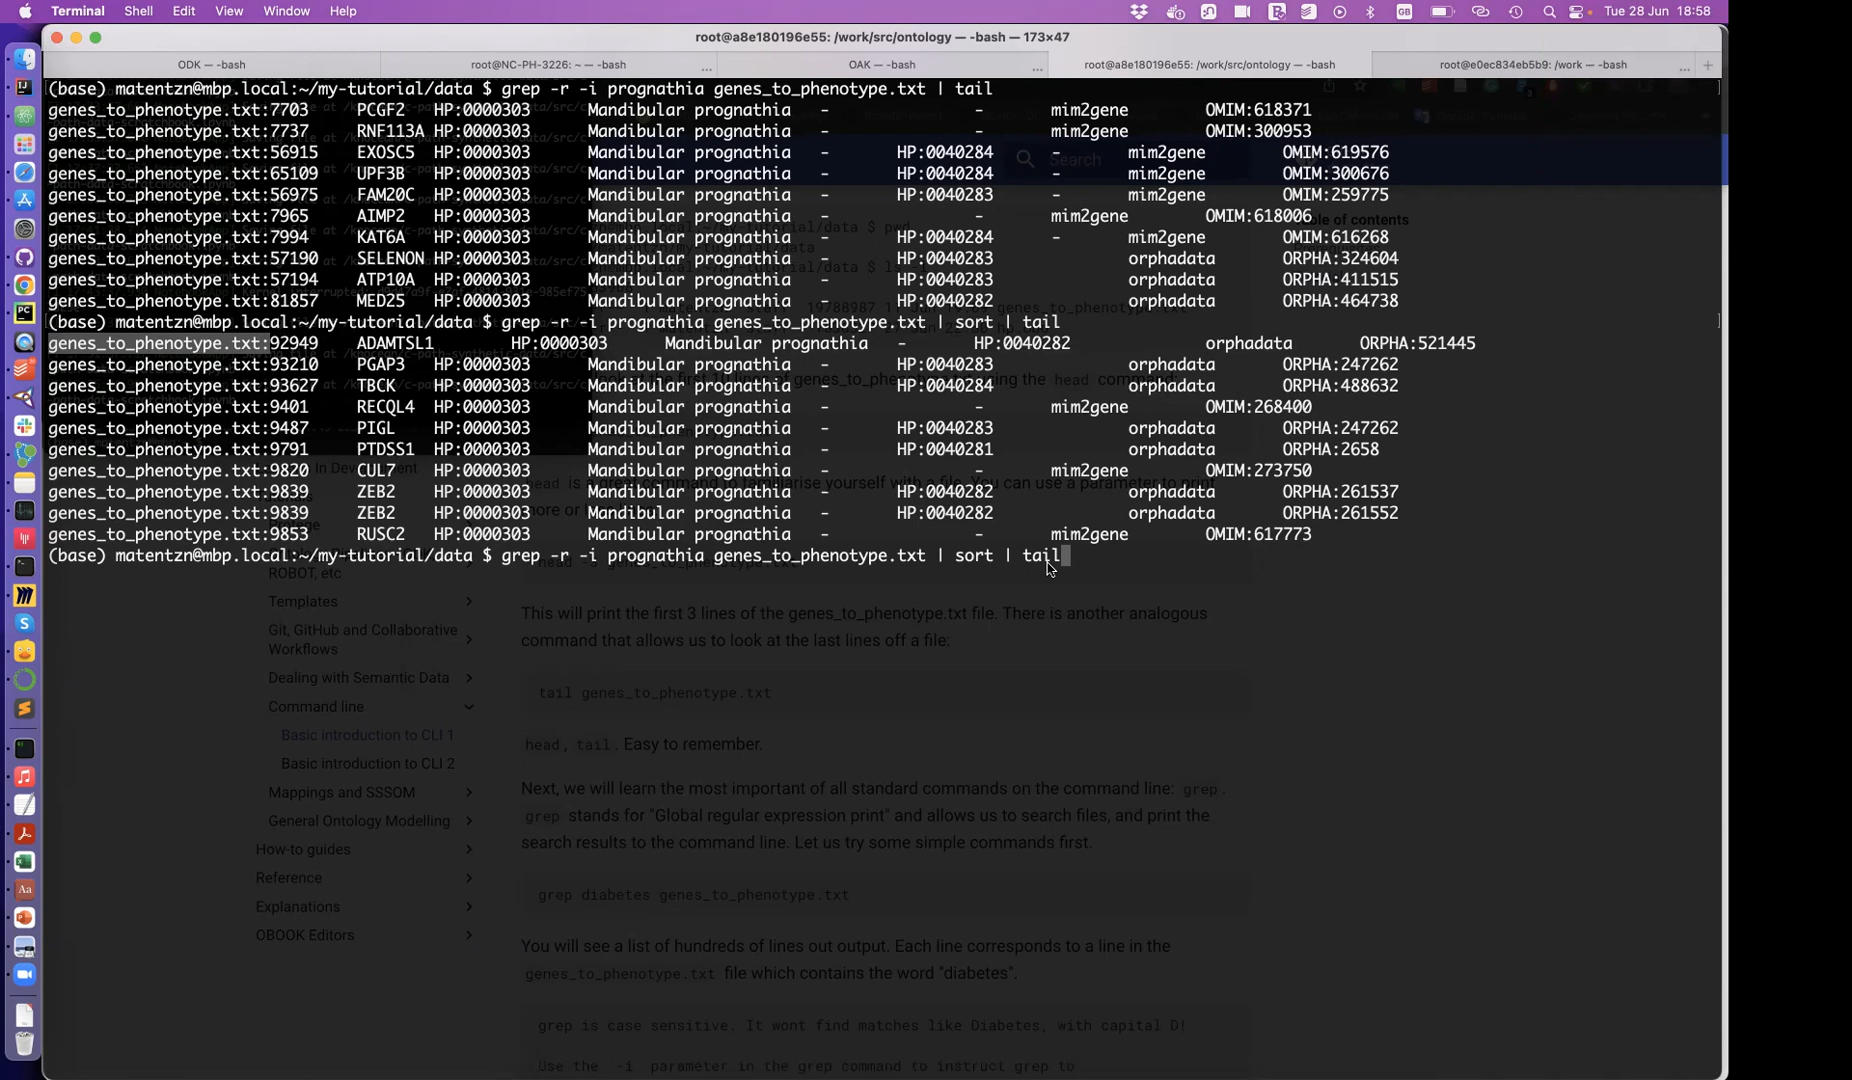 Terminal Shell Edit View Window Help Tue 28 Jun 18:58
root@a8e180196e55: /work/src/ontology — -bash — 173×47
ODK — -bash root@NC-PH-3226: ~ — -bash ... OAK — -bash ... root@a8e180196e55: /work/src/ontology — -bash root@e0ec834eb5b9: /work — -bash ... +
(base) matentzn@mbp.local:~/my-tutorial/data $ grep -r -i prognathia genes_to_phenotype.txt | tail
genes_to_phenotype.txt:7703 PCGF2 HP:0000303 Mandibular prognathia - - mim2gene OMIM:618371
genes_to_phenotype.txt:7737 RNF113A HP:0000303 Mandibular prognathia - - mim2gene OMIM:300953
genes_to_phenotype.txt:56915 EXOSC5 HP:0000303 Mandibular prognathia - HP:0040284 - mim2gene OMIM:619576
Search
genes_to_phenotype.txt:65109 UPF3B HP:0000303 Mandibular prognathia - HP:0040284 - mim2gene OMIM:300676
genes_to_phenotype.txt:56975 FAM20C HP:0000303 Mandibular prognathia - HP:0040283 - mim2gene OMIM:259775
genes_to_phenotype.txt:7965 AIMP2 HP:0000303 Mandibular prognathia - - mim2gene OMIM:618006
of contents
genes_to_phenotype.txt:7994 KAT6A HP:0000303 Mandibular prognathia - HP:0040284 - mim2gene OMIM:616268
genes_to_phenotype.txt:57190 SELENON HP:0000303 Mandibular prognathia - HP:0040283 orphadata ORPHA:324604
genes_to_phenotype.txt:57194 ATP10A HP:0000303 Mandibular prognathia - HP:0040283 orphadata ORPHA:411515
genes_to_phenotype.txt:81857 MED25 HP:0000303 Mandibular prognathia - HP:0040282 orphadata ORPHA:464738
(base) matentzn@mbp.local:~/my-tutorial/data $ grep -r -i prognathia genes_to_phenotype.txt | sort | tail
genes_to_phenotype.txt:92949 ADAMTSL1 HP:0000303 Mandibular prognathia - HP:0040282 orphadata ORPHA:521445
genes_to_phenotype.txt:93210 PGAP3 HP:0000303 Mandibular prognathia - HP:0040283 orphadata ORPHA:247262
genes_to_phenotype.txt:93627 TBCK HP:0000303 Mandibular prognathia - HP:0040284 orphadata ORPHA:488632
genes_to_phenotype.txt:9401 RECQL4 HP:0000303 Mandibular prognathia - - mim2gene OMIM:268400
genes_to_phenotype.txt:9487 PIGL HP:0000303 Mandibular prognathia - HP:0040283 orphadata ORPHA:247262
genes_to_phenotype.txt:9791 PTDSS1 HP:0000303 Mandibular prognathia - HP:0040281 orphadata ORPHA:2658
genes_to_phenotype.txt:9820 CUL7 HP:0000303 Mandibular prognathia - - mim2gene OMIM:273750
genes_to_phenotype.txt:9839 ZEB2 HP:0000303 Mandibular prognathia - HP:0040282 orphadata ORPHA:261537
genes_to_phenotype.txt:9839 ZEB2 HP:0000303 Mandibular prognathia - HP:0040282 orphadata ORPHA:261552
genes_to_phenotype.txt:9853 RUSC2 HP:0000303 Mandibular prognathia - - mim2gene OMIM:617773
(base) matentzn@mbp.local:~/my-tutorial/data $ grep -r -i prognathia genes_to_phenotype.txt | sort | tail
ROBOT, etc
Templates
Git, GitHub and Collaborative
Workflows
Dealing with Semantic Data
Command line
Basic introduction to CLI 1
Basic introduction to CLI 2
Mappings and SSSOM
General Ontology Modelling
How-to guides
Reference
Explanations
OBOOK Editors
This will print the first 3 lines of the genes_to_phenotype.txt file. There is another analogous
command that allows us to look at the last lines off a file:
tail genes_to_phenotype.txt
head, tail. Easy to remember.
Next, we will learn the most important of all standard commands on the command line: grep.
grep stands for "Global regular expression print" and allows us to search files, and print the
search results to the command line. Let us try some simple commands first.
grep diabetes genes_to_phenotype.txt
You will see a list of hundreds of lines out output. Each line corresponds to a line in the
genes_to_phenotype.txt file which contains the word "diabetes".
grep is case sensitive. It wont find matches like Diabetes, with capital D!
Use the -i parameter in the grep command to instruct grep to